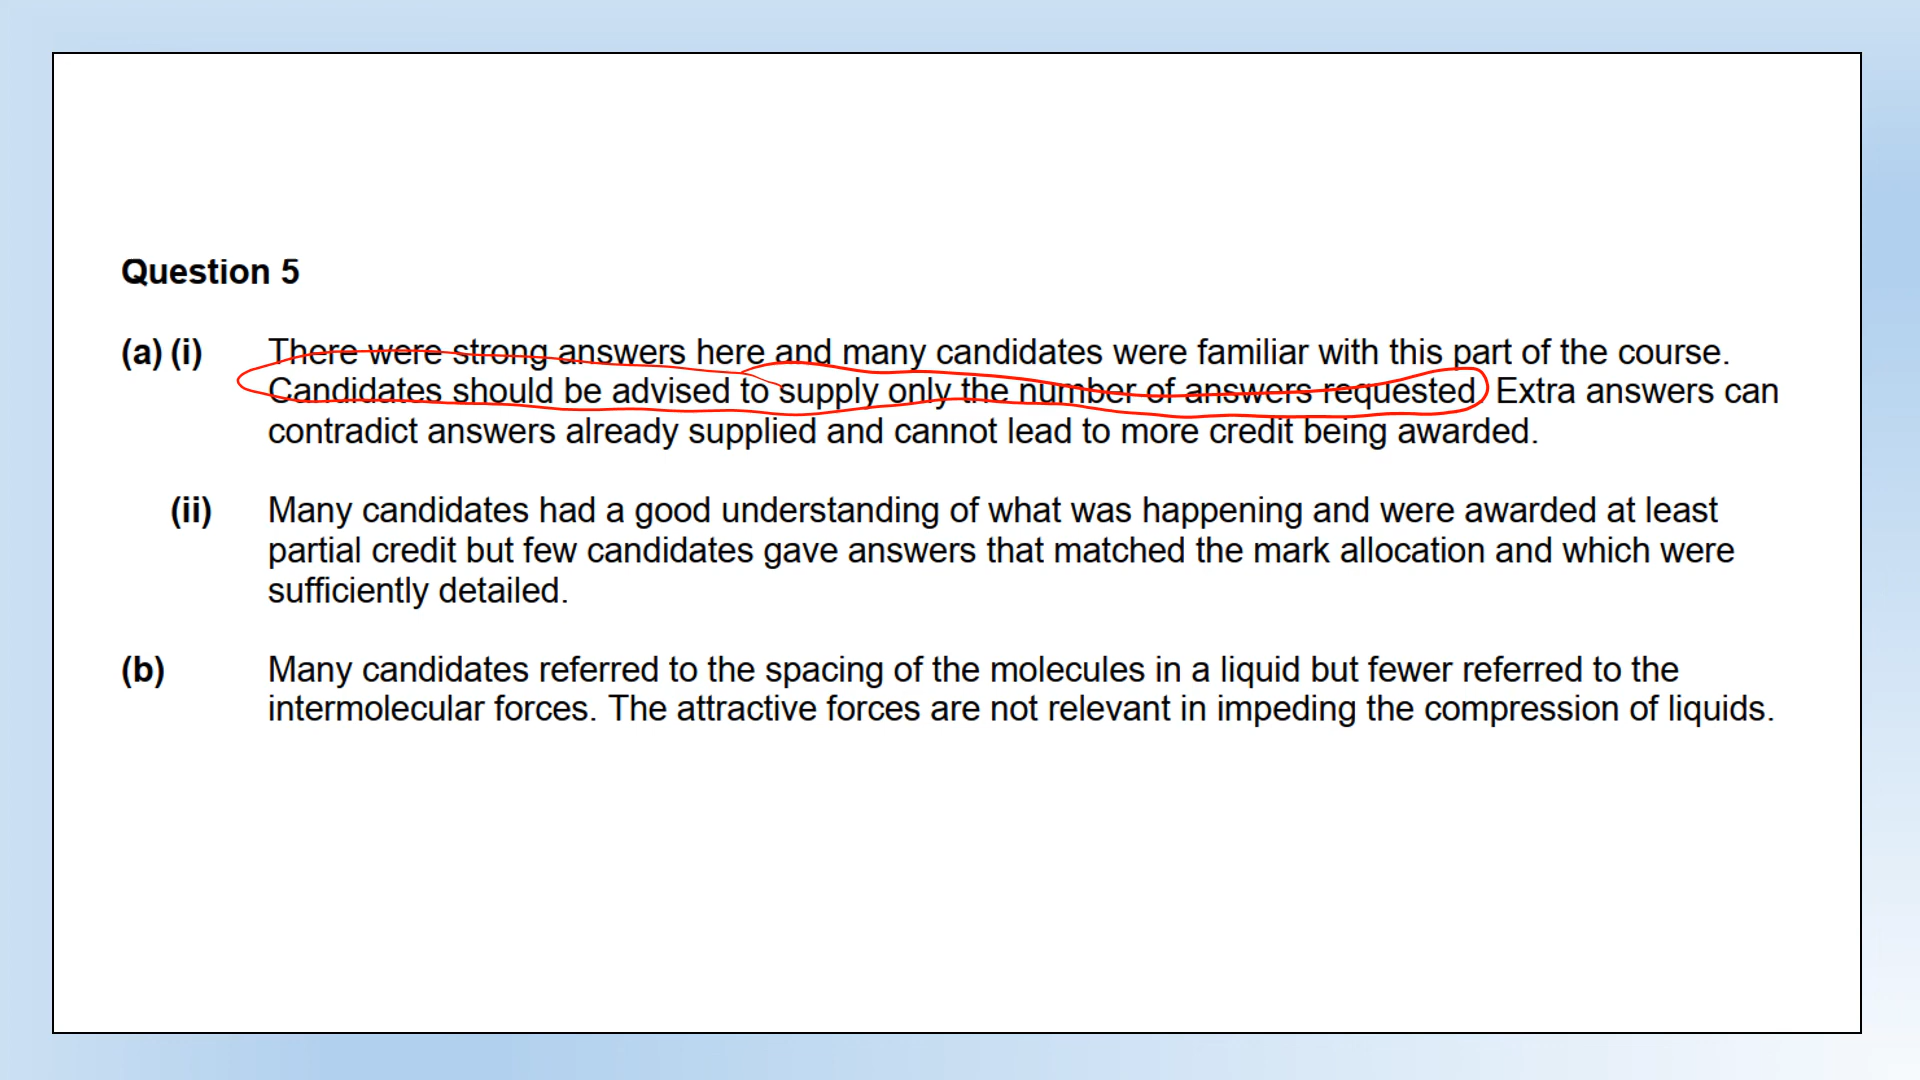 Question 5
(a) (i) There were strong answers here and many candidates were familiar with this part of the course.
Candidates should be advised to supply only the number of answers requested. Extra answers can
contradict answers already supplied and cannot lead to more credit being awarded.
(ii) Many candidates had a good understanding of what was happening and were awarded at least
partial credit but few candidates gave answers that matched the mark allocation and which were
sufficiently detailed.
(b) Many candidates referred to the spacing of the molecules in a liquid but fewer referred to the
intermolecular forces. The attractive forces are not relevant in impeding the compression of liquids.